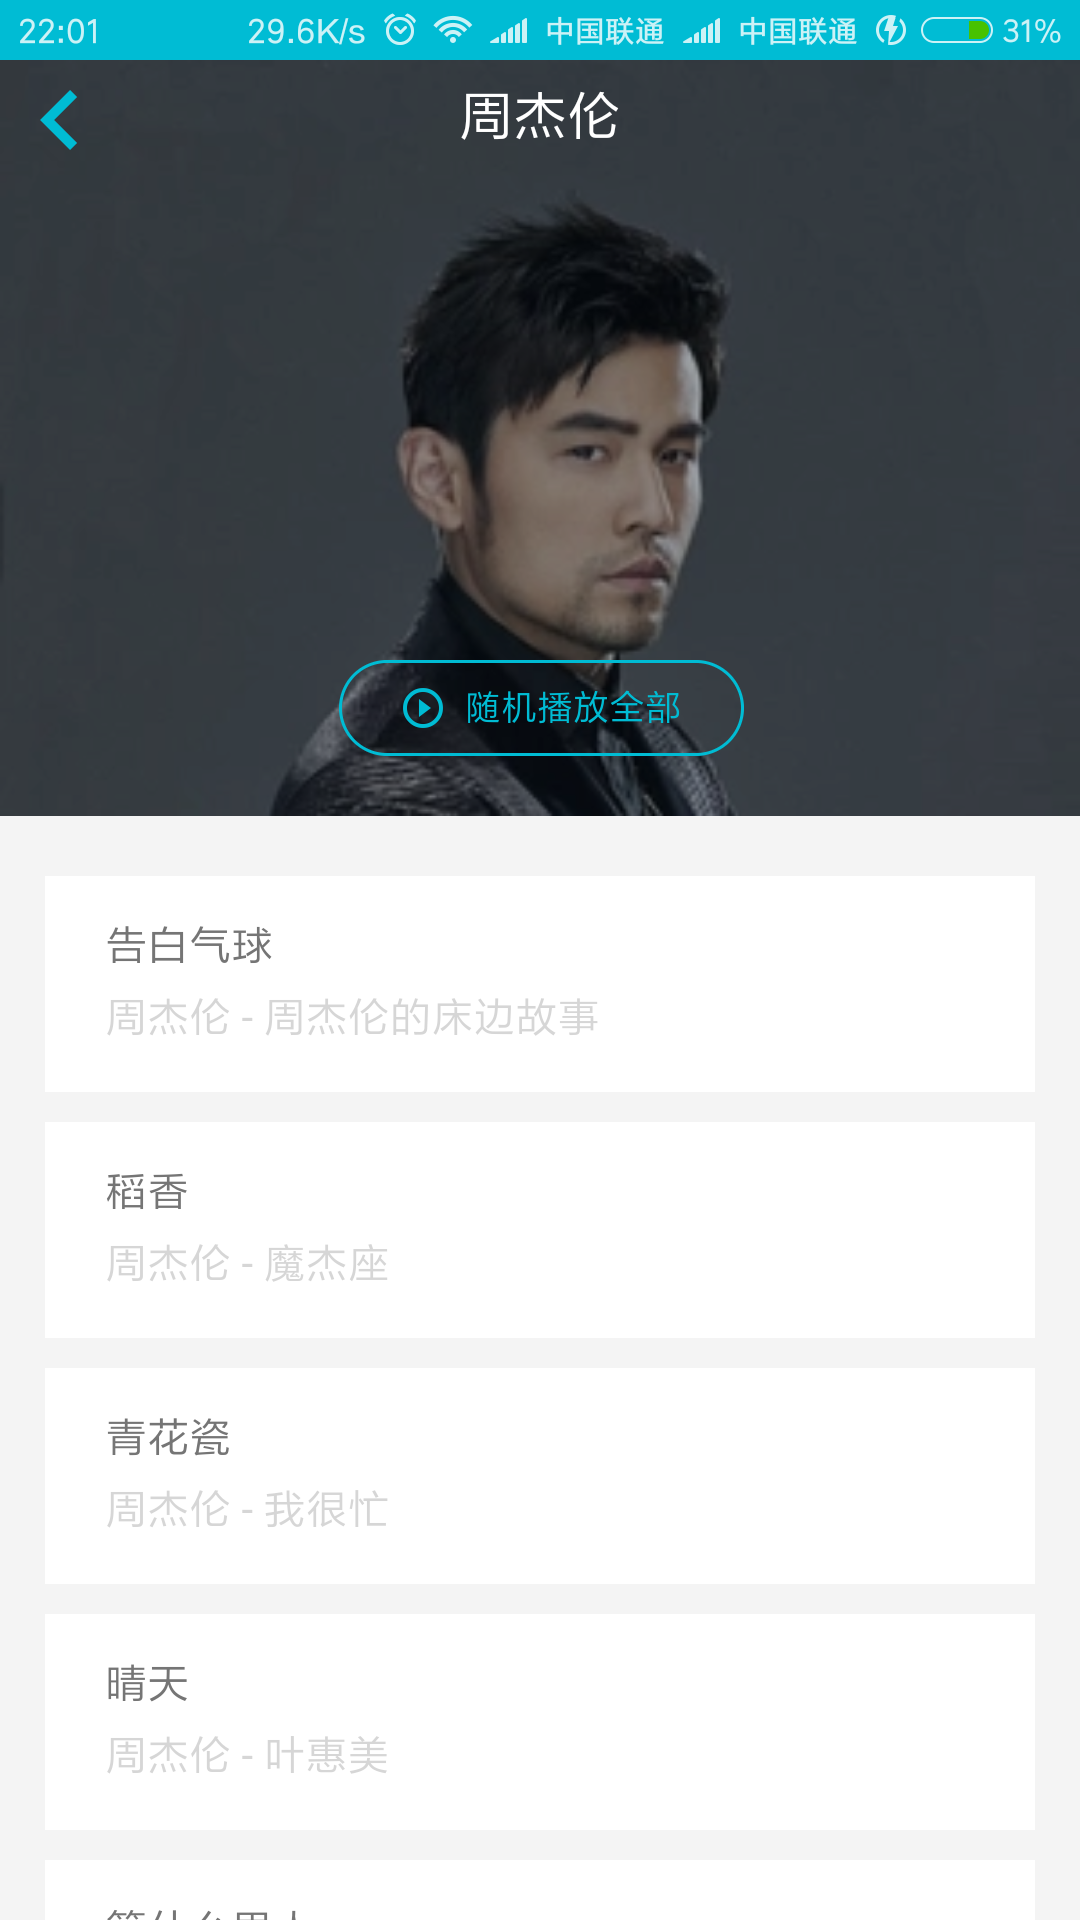 22:01 29.6K/s 中国联通 中国联通 31%
周杰伦
随机播放全部
告白气球
周杰伦 - 周杰伦的床边故事
稻香
周杰伦 - 魔杰座
青花瓷
周杰伦 - 我很忙
晴天
周杰伦 - 叶惠美